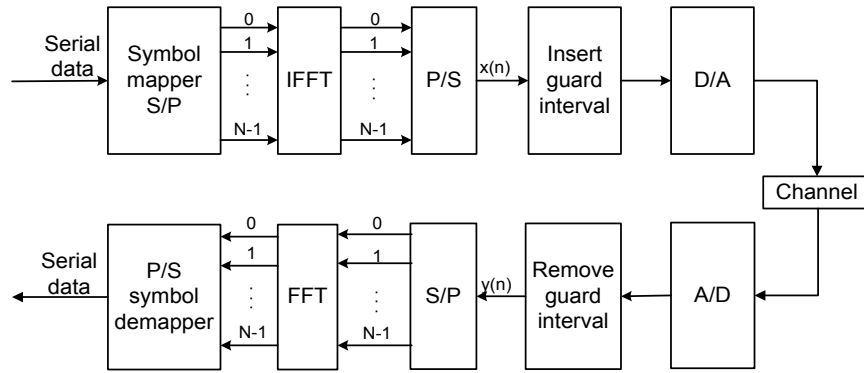 Serial
data
Symbol
mapper
S/P
0
1
N-1
IFFT
0
1
N-1
P/S
x(n)
Insert
guard
interval
D/A
Channel
A/D
Remove
guard
interval
y(n)
S/P
0
1
N-1
FFT
0
1
N-1
P/S
symbol
demapper
Serial
data